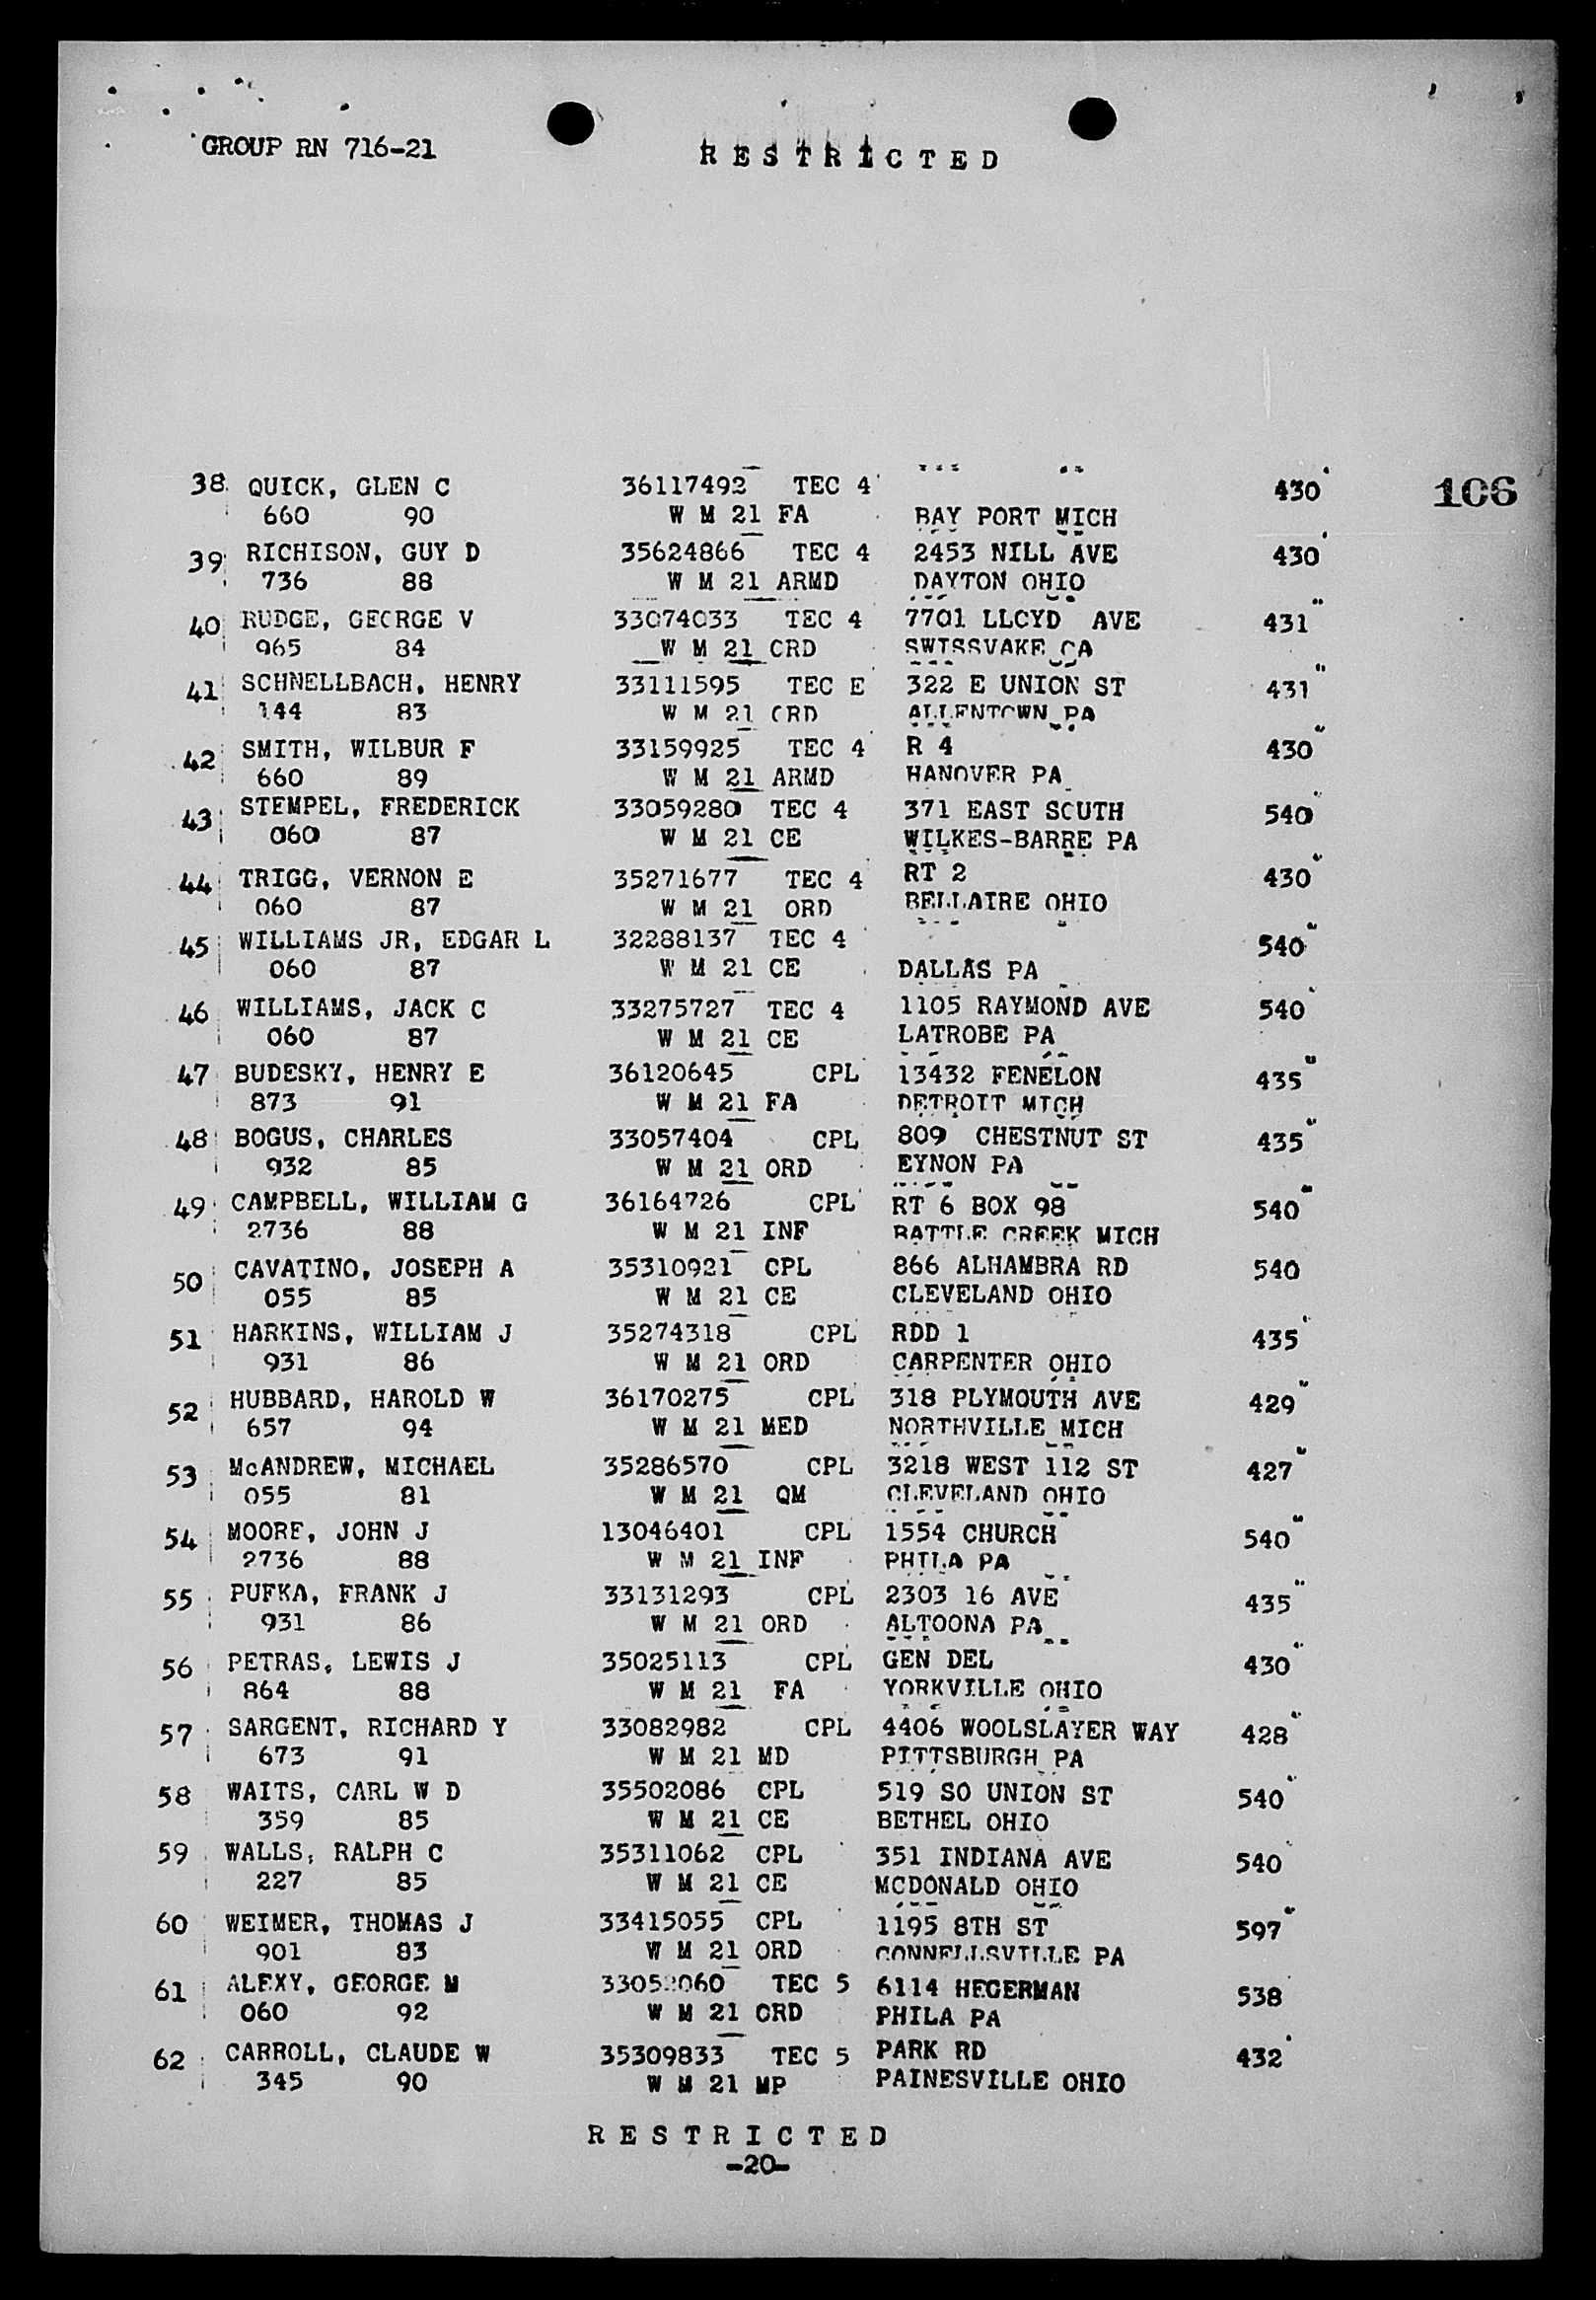 GROUP RN 716-21 RESTRICTED
38 QUICK, GLEN C 36117492 TEC 4 430 106
660 90 W M 21 FA BAY PORT MICH
39 RICHISON, GUY D 35624866 TEC 4 2453 NILL AVE 430
736 88 W M 21 ARMD DAYTON OHIO
40 RUDGE, GEORGE V 33074033 TEC 4 7701 LLOYD AVE 431
965 84 W M 21 CRD SWISSVAKE CA
41 SCHNELLBACH, HENRY 33111595 TEC E 322 E UNION ST 431
144 83 W M 21 CRD ALLENTOWN PA
42 SMITH, WILBUR F 33159925 TEC 4 R 4 430
660 89 W M 21 ARMD HANOVER PA
43 STEMPEL, FREDERICK 33059280 TEC 4 371 EAST SOUTH 540
060 87 W M 21 CE WILKES-BARRE PA
44 TRIGG, VERNON E 35271677 TEC 4 RT 2 430
060 87 W M 21 ORD BELLAIRE OHIO
45 WILLIAMS JR, EDGAR L 32288137 TEC 4 540
060 87 W M 21 CE DALLAS PA
46 WILLIAMS, JACK C 33275727 TEC 4 1105 RAYMOND AVE 540
060 87 W M 21 CE LATROBE PA
47 BUDESKY, HENRY E 36120645 CPL 13432 FENELON 435
873 91 W M 21 FA DETROIT MICH
48 BOGUS, CHARLES 33057404 CPL 809 CHESTNUT ST 435
932 85 W M 21 ORD EYNON PA
49 CAMPBELL, WILLIAM G 36164726 CPL RT 6 BOX 98 540
2736 88 W M 21 INF BATTLE CREEK MICH
50 CAVATINO, JOSEPH A 35310921 CPL 866 ALHAMBRA RD 540
055 85 W M 21 CE CLEVELAND OHIO
51 HARKINS, WILLIAM J 35274318 CPL RDD 1 435
931 86 W M 21 ORD CARPENTER OHIO
52 HUBBARD, HAROLD W 36170275 CPL 318 PLYMOUTH AVE 429
657 94 W M 21 MED NORTHVILLE MICH
53 McANDREW, MICHAEL 35286570 CPL 3218 WEST 112 ST 427
055 81 W M 21 QM CLEVELAND OHIO
54 MOORE, JOHN J 13046401 CPL 1554 CHURCH 540
2736 88 W M 21 INF PHILA PA
55 PUFKA, FRANK J 33131293 CPL 2303 16 AVE 435
931 86 W M 21 ORD ALTOONA PA
56 PETRAS, LEWIS J 35025113 CPL GEN DEL 430
864 88 W M 21 FA YORKVILLE OHIO
57 SARGENT, RICHARD Y 33082982 CPL 4406 WOOLSLAYER WAY 428
673 91 W M 21 MD PITTSBURGH PA
58 WAITS, CARL W D 35502086 CPL 519 SO UNION ST 540
359 85 W M 21 CE BETHEL OHIO
59 WALLS, RALPH C 35311062 CPL 351 INDIANA AVE 540
227 85 W M 21 CE MCDONALD OHIO
60 WEIMER, THOMAS J 33415055 CPL 1195 8TH ST 597
901 83 W M 21 ORD CONNELLSVILLE PA
61 ALEXY, GEORGE M 33052060 TEC 5 6114 HEGERMAN 538
060 92 W M 21 ORD PHILA PA
62 CARROLL, CLAUDE W 35309833 TEC 5 PARK RD 432
345 90 W M 21 MP PAINESVILLE OHIO
RESTRICTED
-20-